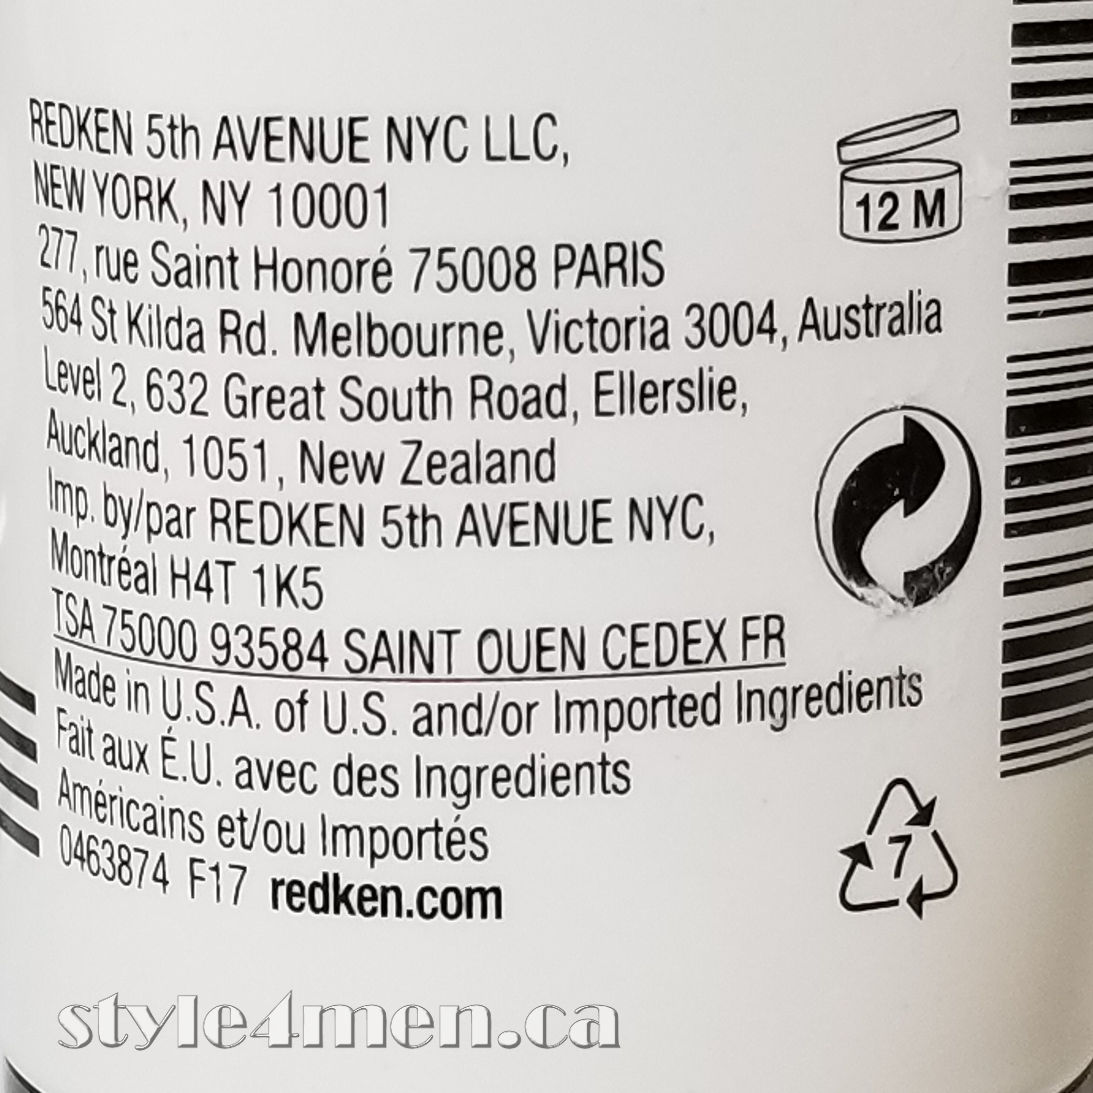 REDKEN 5th AVENUE NYC LLC,
NEW YORK, NY 10001
277, rue Saint Honoré 75008 PARIS
564 St Kilda Rd. Melbourne, Victoria 3004, Australia
Level 2, 632 Great South Road, Ellerslie,
Auckland, 1051, New Zealand
Imp. by/par REDKEN 5th AVENUE NYC,
Montréal H4T 1K5
TSA 75000 93584 SAINT OUEN CEDEX FR
Made in U.S.A. of U.S. and/or Imported Ingredients
Fait aux É.U. avec des Ingredients
Américains et/ou Importés
0463874 F17 redken.com
12 M
7
style4men.ca